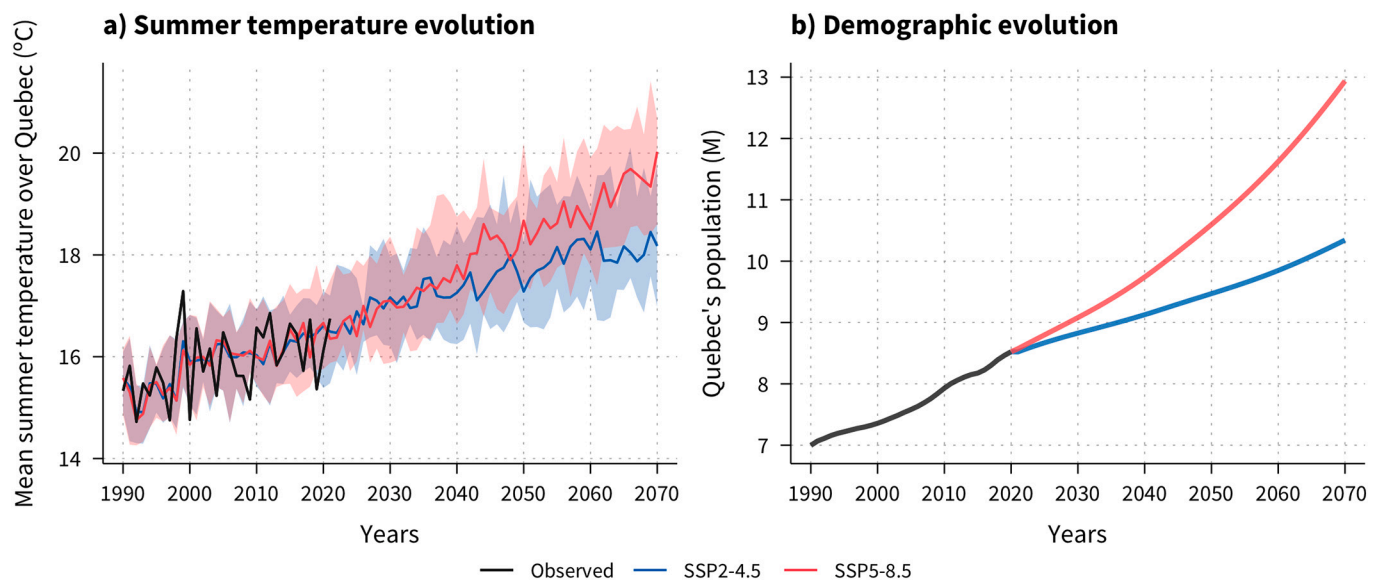 a) Summer temperature evolution
Mean summer temperature over Quebec (°C)
20
18
16
14
1990 2000 2010 2020 2030 2040 2050 2060 2070
Years
b) Demographic evolution
Quebec's population (M)
13
12
11
10
9
8
7
1990 2000 2010 2020 2030 2040 2050 2060 2070
Years
Observed SSP2-4.5 SSP5-8.5